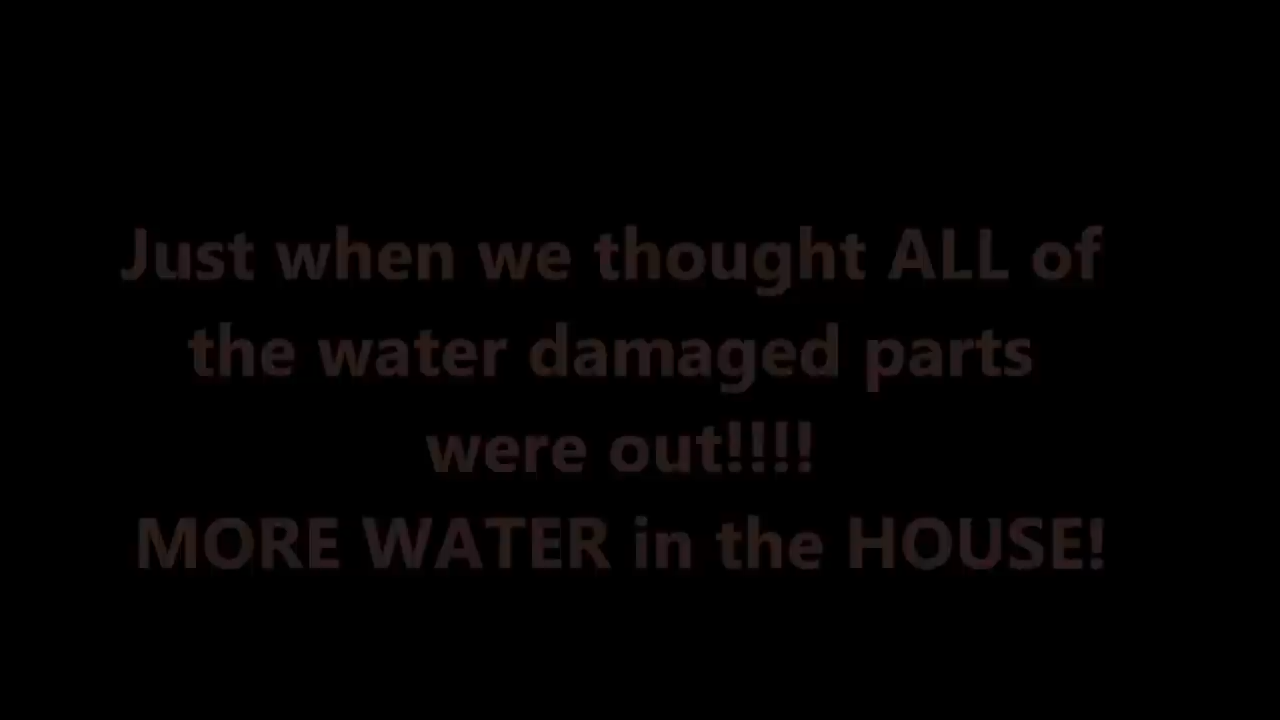 Just when we thought ALL of
the water damaged parts
were out!!!!
MORE WATER in the HOUSE!